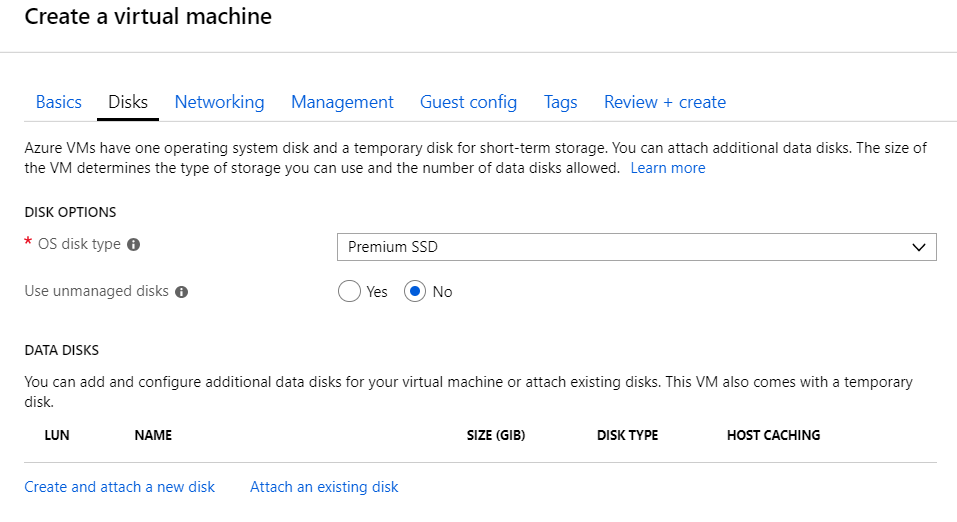 Create a virtual machine
Basics Disks Networking Management Guest config Tags Review + create
Azure VMs have one operating system disk and a temporary disk for short-term storage. You can attach additional data disks. The size of
the VM determines the type of storage you can use and the number of data disks allowed. Learn more
DISK OPTIONS
* OS disk type Premium SSD
Use unmanaged disks Yes No
DATA DISKS
You can add and configure additional data disks for your virtual machine or attach existing disks. This VM also comes with a temporary
disk.
LUN NAME SIZE (GIB) DISK TYPE HOST CACHING
Create and attach a new disk Attach an existing disk